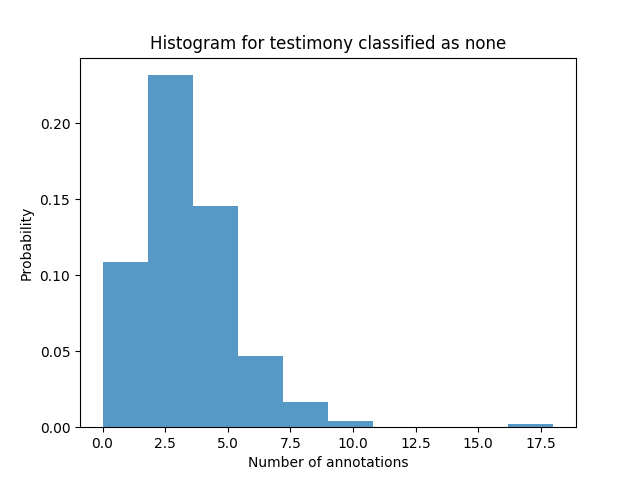 Histogram for testimony classified as none
Probability
0.20
0.15
0.10
0.05
0.00
0.0 2.5 5.0 7.5 10.0 12.5 15.0 17.5
Number of annotations